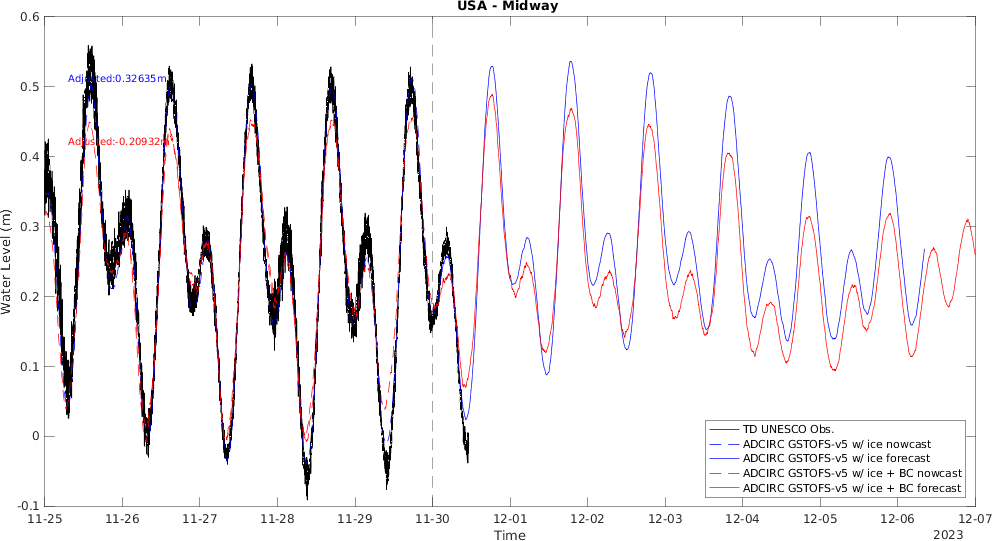 USA - Midway
0.6
0.5
0.4
0.3
0.2
0.1
0
-0.1
Water Level (m)
Adjusted:0.32635m
Adjusted:-0.20932m
TD UNESCO Obs.
ADCIRC GSTOFS-v5 w/ ice nowcast
ADCIRC GSTOFS-v5 w/ ice forecast
ADCIRC GSTOFS-v5 w/ ice + BC nowcast
ADCIRC GSTOFS-v5 w/ ice + BC forecast
11-25 11-26 11-27 11-28 11-29 11-30 12-01 12-02 12-03 12-04 12-05 12-06 12-07
Time
2023